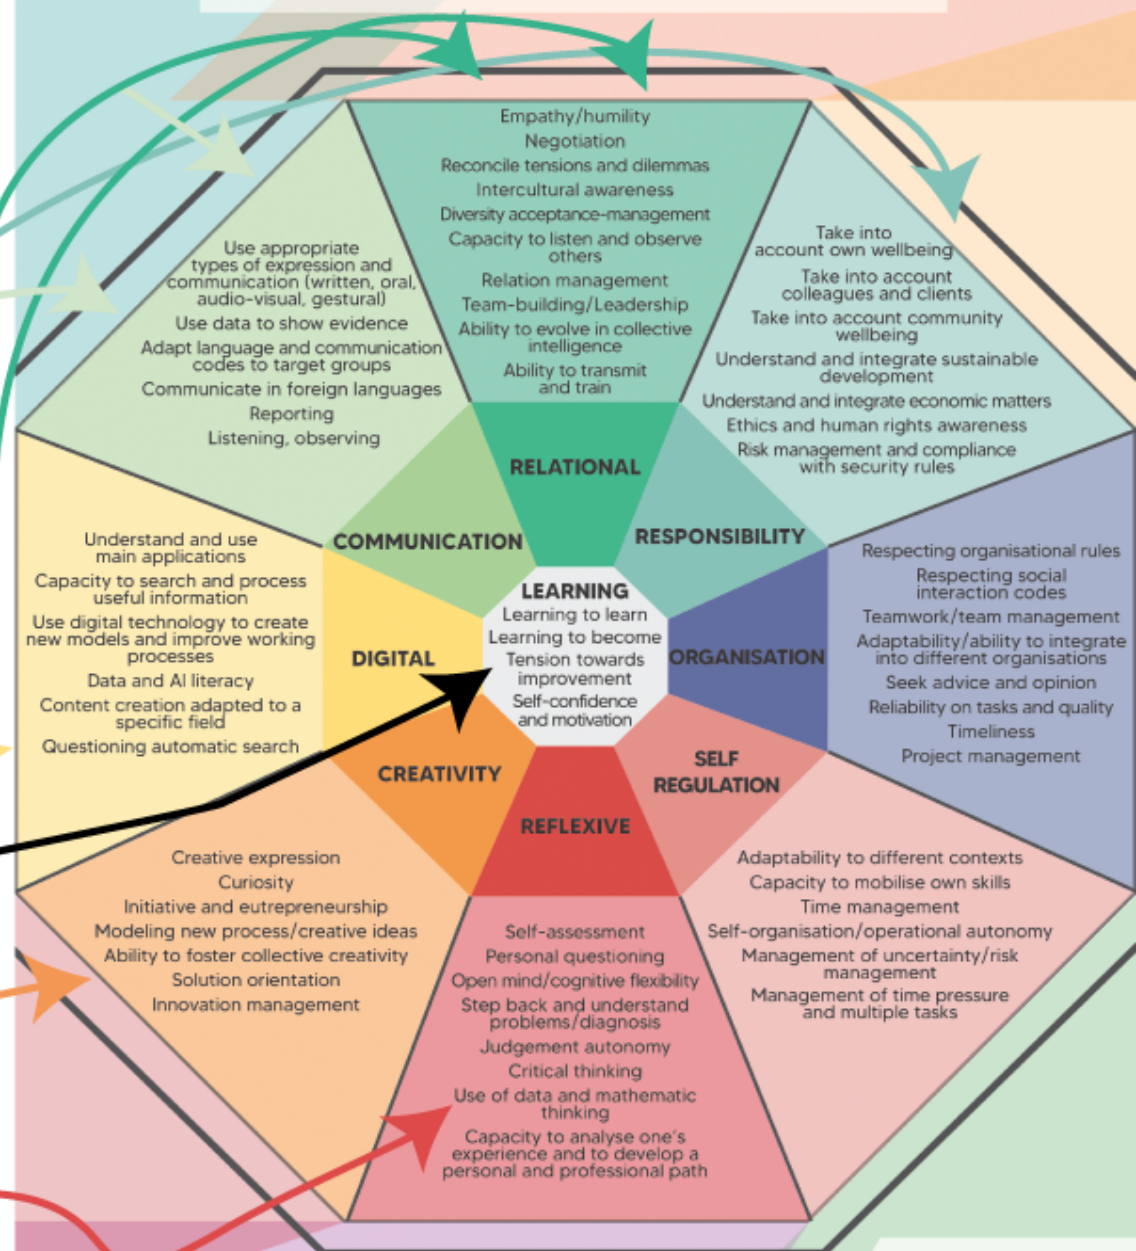 Empathy/humility
Negotiation
Reconcile tensions and dilemmas
Intercultural awareness
Diversity acceptance-management
Capacity to listen and observe
others
Relation management
Team-building/Leadership
Ability to evolve in collective
intelligence
Ability to transmit
and train
RELATIONAL
Use appropriate
types of expression and
communication (written, oral,
audio-visual, gestural)
Use data to show evidence
Adapt language and communication
codes to target groups
Communicate in foreign languages
Reporting
Listening, observing
COMMUNICATION
Take into
account own wellbeing
Take into account
colleagues and clients
Take into account community
wellbeing
Understand and integrate sustainable
development
Understand and integrate economic matters
Ethics and human rights awareness
Risk management and compliance
with security rules
RESPONSIBILITY
Understand and use
main applications
Capacity to search and process
useful information
Use digital technology to create
new models and improve working
processes
Data and AI literacy
Content creation adapted to a
specific field
Questioning automatic search
DIGITAL
LEARNING
Learning to learn
Learning to become
Tension towards
improvement
Self-confidence
and motivation
ORGANISATION
Respecting organisational rules
Respecting social
interaction codes
Teamwork/team management
Adaptability/ability to integrate
into different organisations
Seek advice and opinion
Reliability on tasks and quality
Timeliness
Project management
CREATIVITY
Creative expression
Curiosity
Initiative and eutrepreneurship
Modeling new process/creative ideas
Ability to foster collective creativity
Solution orientation
Innovation management
REFLEXIVE
Self-assessment
Personal questioning
Open mind/cognitive flexibility
Step back and understand
problems/diagnosis
Judgement autonomy
Critical thinking
Use of data and mathematic
thinking
Capacity to analyse one's
experience and to develop a
personal and professional path
SELF
REGULATION
Adaptability to different contexts
Capacity to mobilise own skills
Time management
Self-organisation/operational autonomy
Management of uncertainty/risk
management
Management of time pressure
and multiple tasks